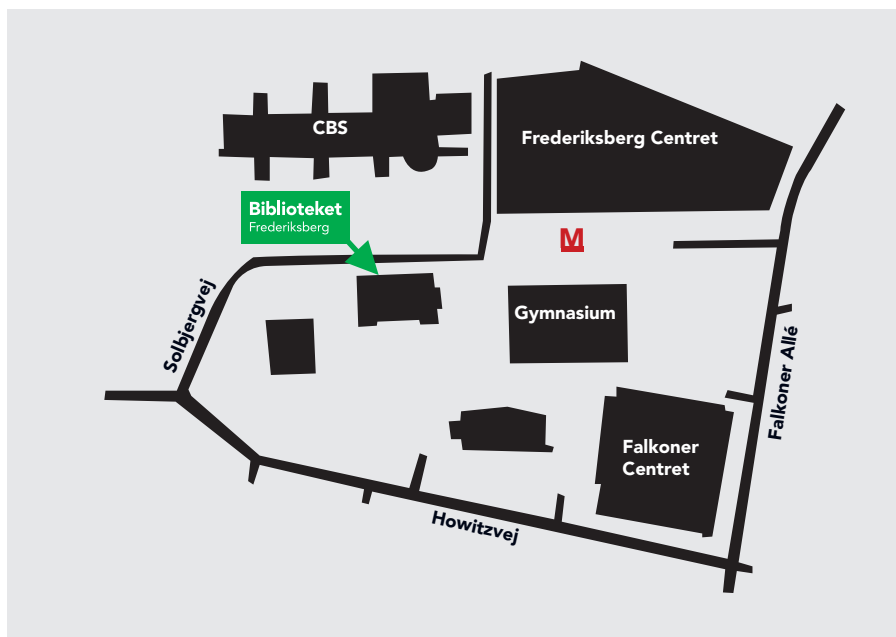 CBS
Frederiksberg Centret
Biblioteket
Frederiksberg
M
Gymnasium
Solbjergvej
Falkoner Allé
Falkoner
Centret
Howitzvej